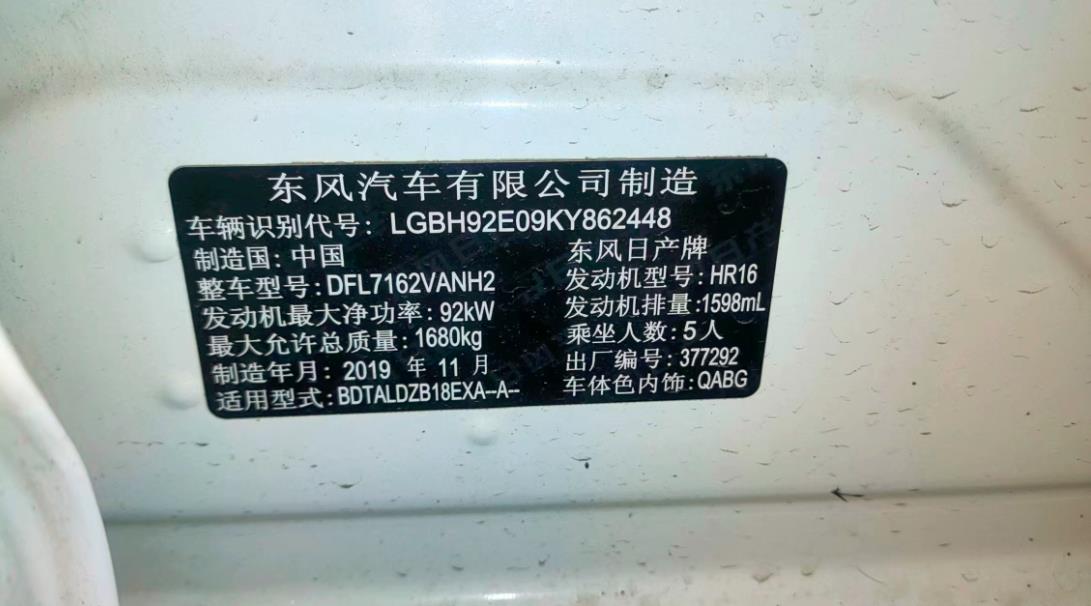 东风汽车有限公司制造
车辆识别代号: LGBH92E09KY862448
制造国: 中国 东风日产牌
整车型号: DFL7162VANH2 发动机型号: HR16
发动机最大净功率: 92kW 发动机排量: 1598mL
最大允许总质量: 1680kg 乘坐人数: 5人
制造年月: 2019 年 11 月 出厂编号: 377292
适用型式: BDTALDZB18EXA--A-- 车体色内饰: QABG